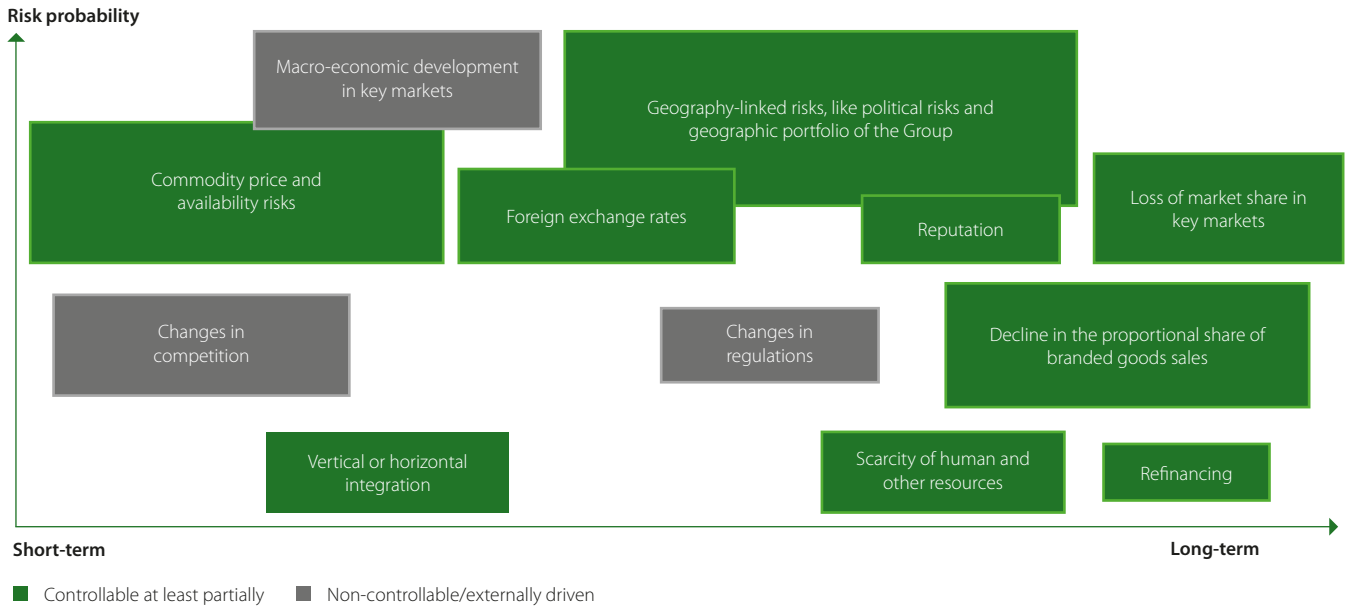 Risk probability
Macro-economic development
in key markets
Geography-linked risks, like political risks and
geographic portfolio of the Group
Commodity price and
availability risks
Foreign exchange rates
Reputation
Loss of market share in
key markets
Changes in
competition
Changes in
regulations
Decline in the proportional share of
branded goods sales
Vertical or horizontal
integration
Scarcity of human and
other resources
Refinancing
Short-term
Long-term
Controllable at least partially
Non-controllable/externally driven